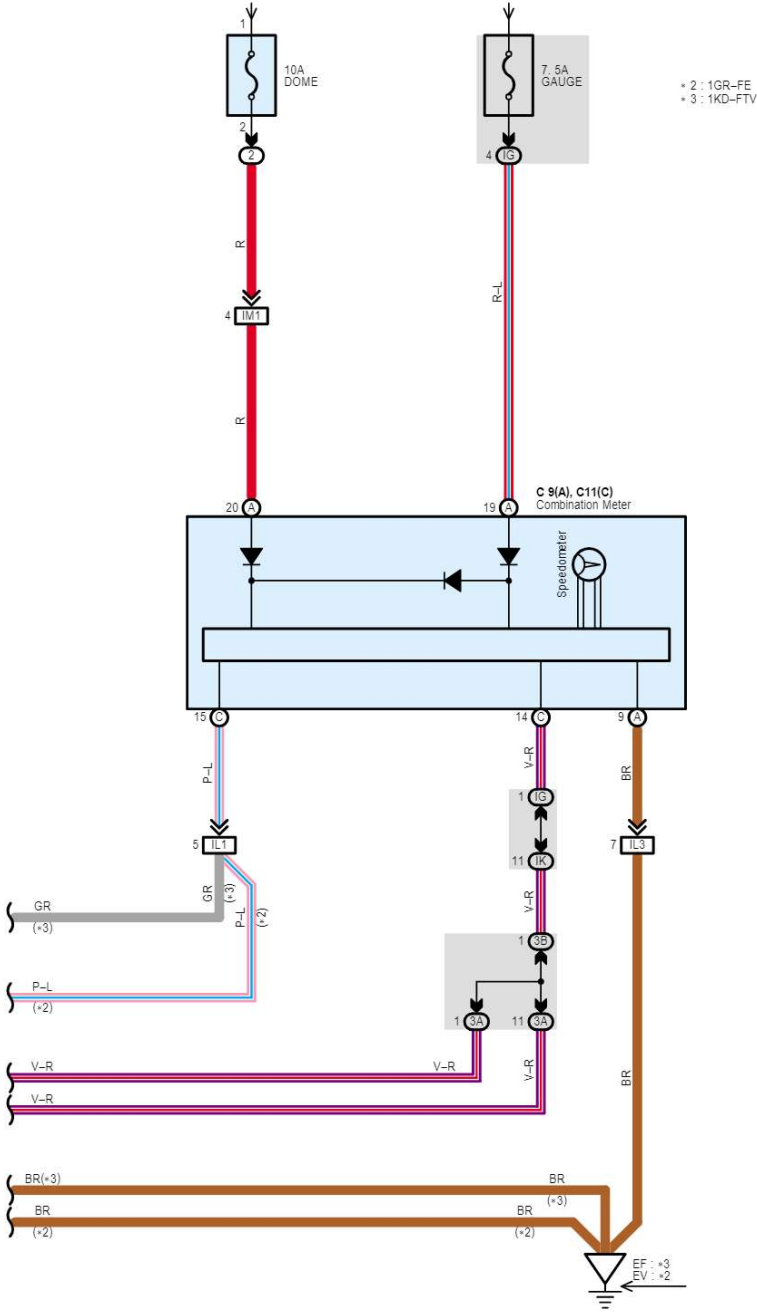 1
10A
DOME
7. 5A
GAUGE
* 2 : 1GR–FE
* 3 : 1KD–FTV
2
2
4 IG
R
R–L
4 IM1
R
C 9(A), C11(C)
Combination Meter
20 A
19 A
Speedometer
15 C
14 C
9 A
P–L
V–R
BR
1 IG
5 IL1
7 IL3
11 IK
GR
(*3)
P–L
(*2)
V–R
GR
(*3)
1 3B
P–L
(*2)
1 3A
11 3A
V–R
V–R
V–R
BR
V–R
BR(*3)
BR
(*3)
BR
(*2)
BR
(*2)
EF : *3
EV : *2